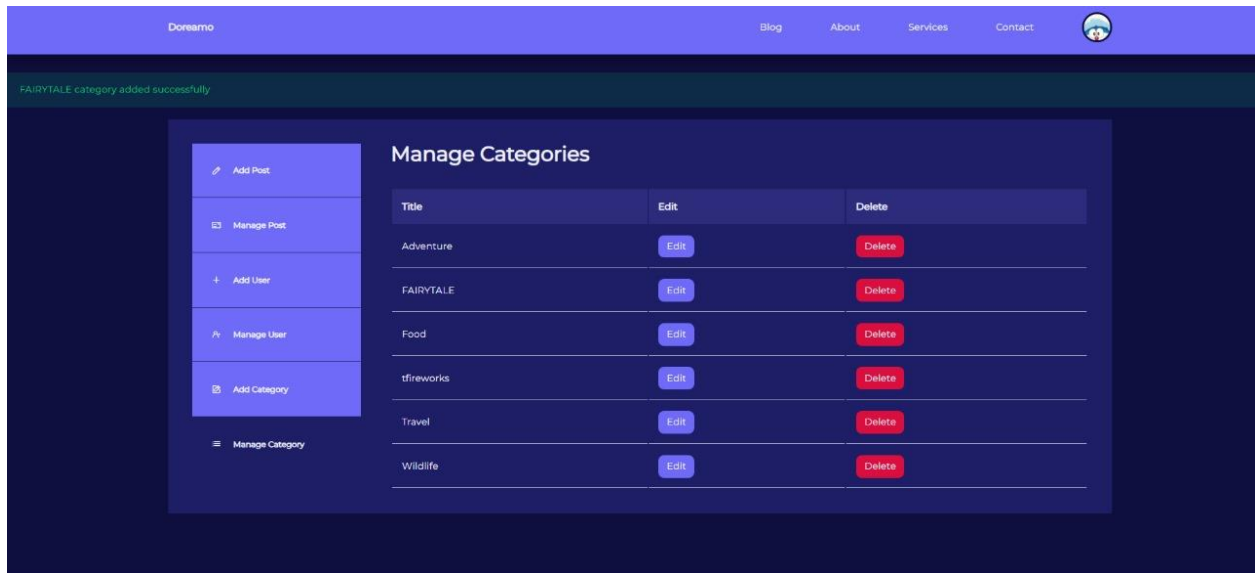 Doreamo Blog About Services Contact
FAIRYTALE category added successfully
Add Post
Manage Post
Add User
Manage User
Add Category
Manage Category
Manage Categories
Title Edit Delete
Adventure Edit Delete
FAIRYTALE Edit Delete
Food Edit Delete
tfireworks Edit Delete
Travel Edit Delete
Wildlife Edit Delete